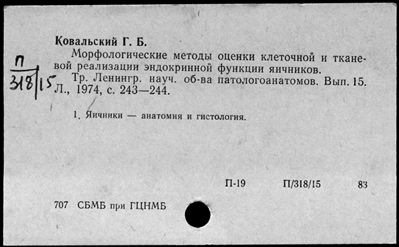 Ковальский Г. Б.
Морфологические методы оценки клеточной и ткане-
вой реализации эндокринной функции яичников.
П
318/15
Тр. Ленингр. науч. об-ва патологоанатомов. Вып. 15.
Л., 1974, с. 243—244.
1. Яичники — анатомия и гистология.
П-19 П/318/15 83
707 СБМБ при ГЦНМБ